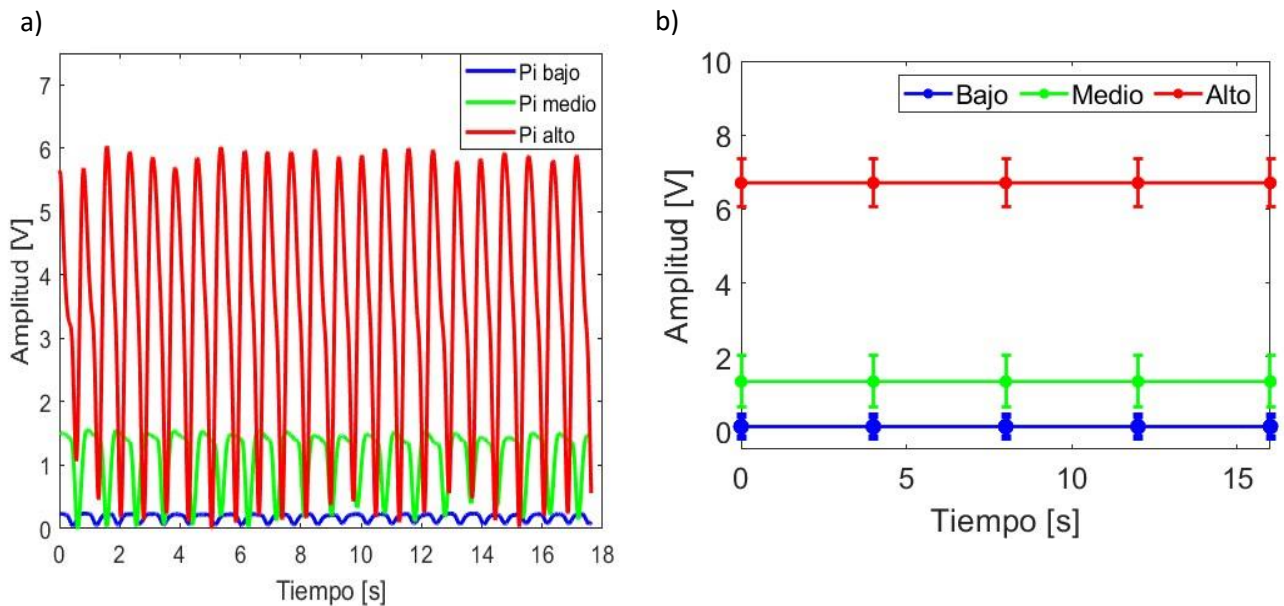 a)
Amplitud [V]
7
6
5
4
3
2
1
0
Pi bajo
Pi medio
Pi alto
0 2 4 6 8 10 12 14 16 18
Tiempo [s]
b)
Amplitud [V]
10
8
6
4
2
0
Bajo Medio Alto
0 5 10 15
Tiempo [s]